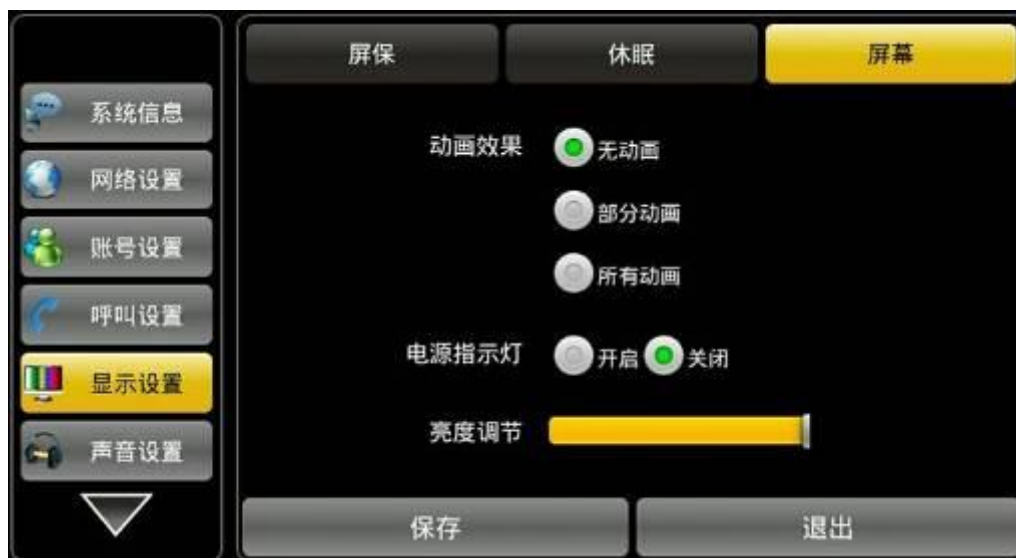 屏保 休眠 屏幕
系统信息
网络设置
账号设置
呼叫设置
显示设置
声音设置
动画效果 无动画
部分动画
所有动画
电源指示灯 开启 关闭
亮度调节
保存 退出